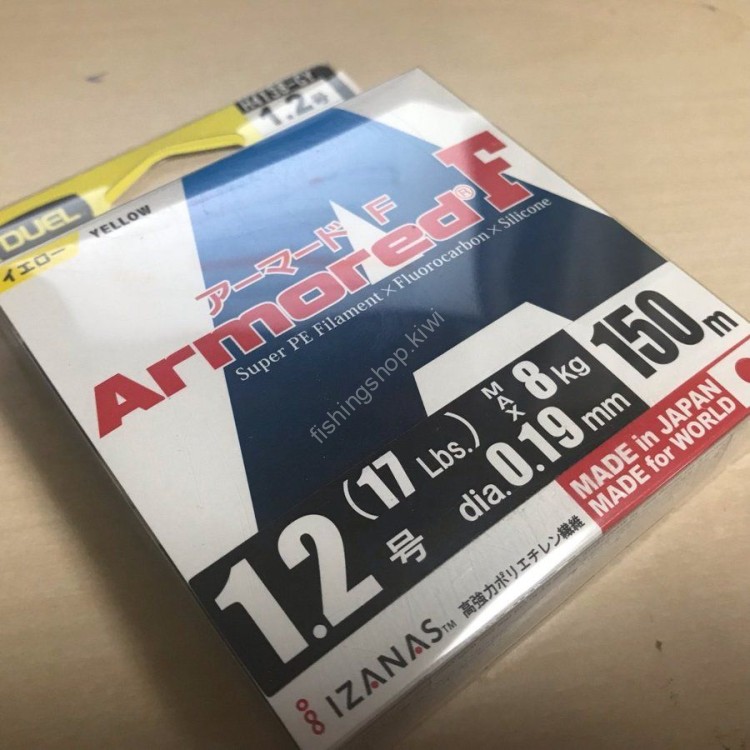 1.2号
DUEL
イエロー YELLOW
アーマード F
Armored® F
Super PE Filament × Fluorocarbon × Silicone
fishingshop.kiwi
1.2号 (17 Lbs.) MAX 8kg
dia. 0.19mm
150m
MADE in JAPAN
MADE for WORLD
IZANAS™ 高強力ポリエチレン繊維